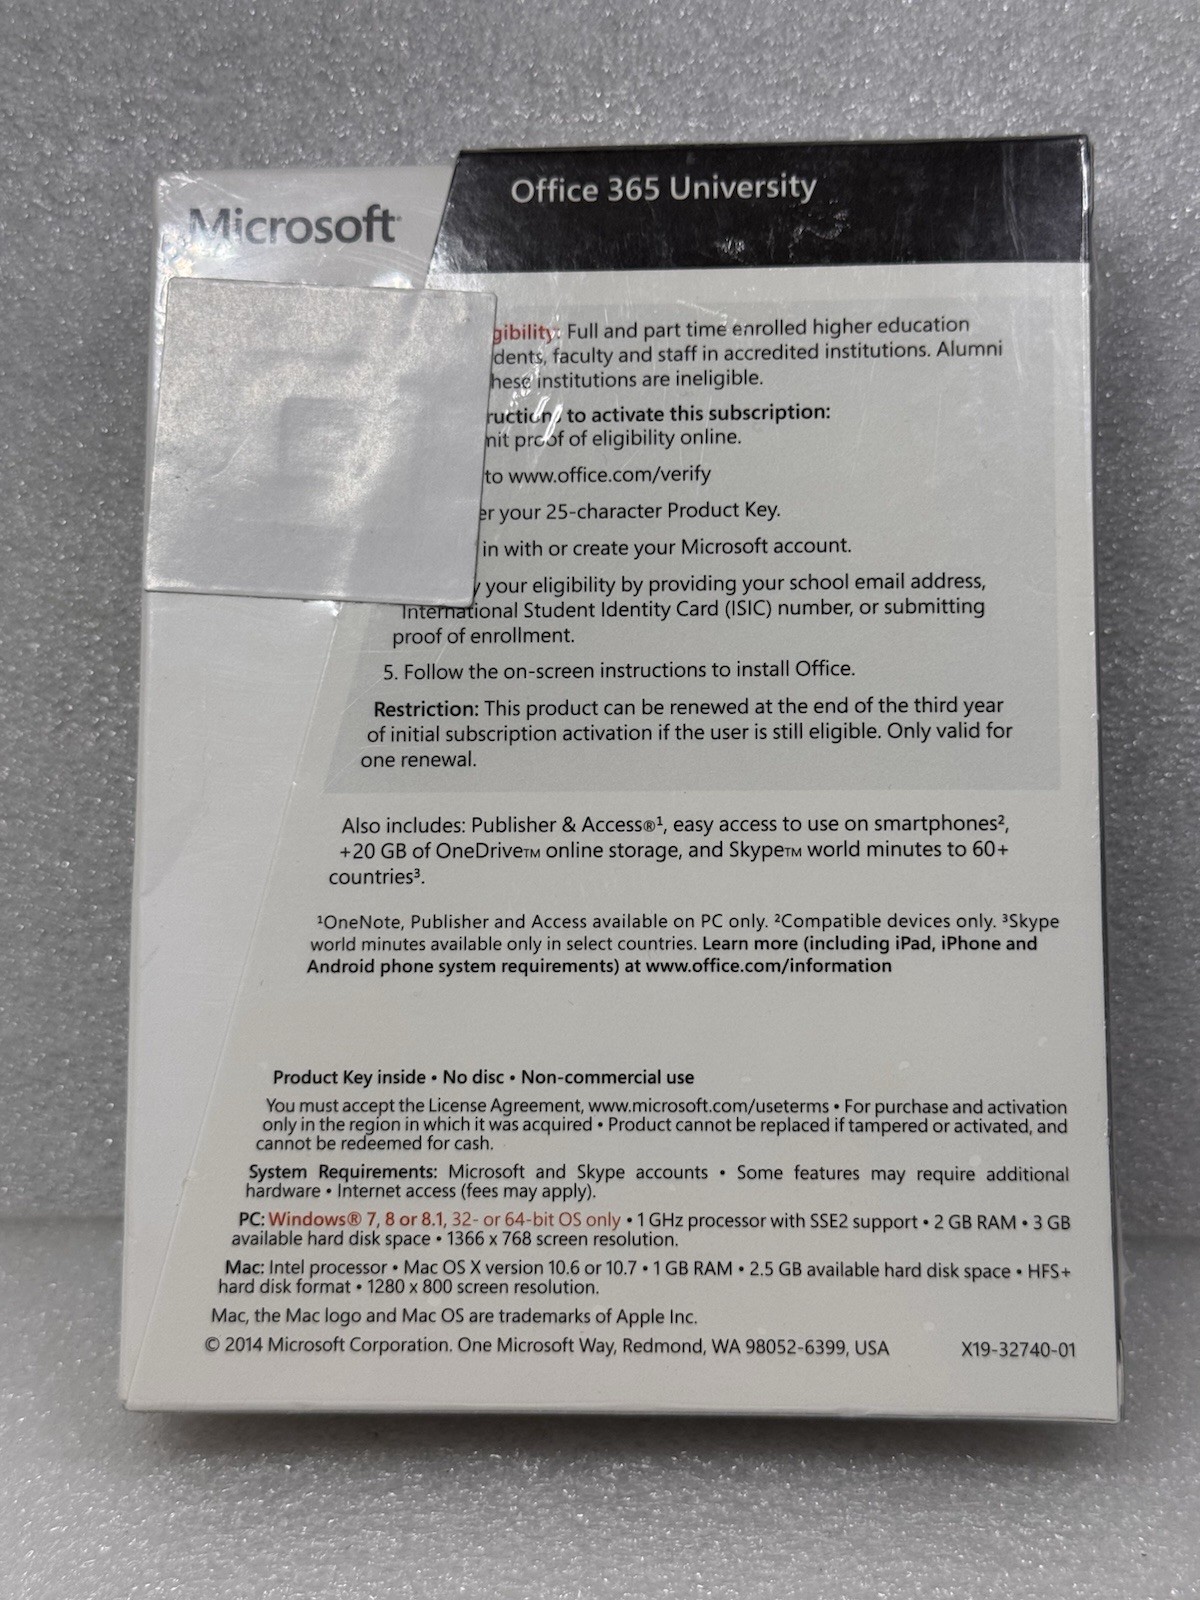 Microsoft
Office 365 University
gibility: Full and part time enrolled higher education
dents, faculty and staff in accredited institutions. Alumni
hese institutions are ineligible.
ructions to activate this subscription:
mit proof of eligibility online.
to www.office.com/verify
er your 25-character Product Key.
in with or create your Microsoft account.
y your eligibility by providing your school email address,
International Student Identity Card (ISIC) number, or submitting
proof of enrollment.
5. Follow the on-screen instructions to install Office.
Restriction: This product can be renewed at the end of the third year
of initial subscription activation if the user is still eligible. Only valid for
one renewal.
Also includes: Publisher & Access®¹, easy access to use on smartphones²,
+20 GB of OneDrive™ online storage, and Skype™ world minutes to 60+
countries³.
¹OneNote, Publisher and Access available on PC only. ²Compatible devices only. ³Skype
world minutes available only in select countries. Learn more (including iPad, iPhone and
Android phone system requirements) at www.office.com/information
Product Key inside • No disc • Non-commercial use
You must accept the License Agreement, www.microsoft.com/useterms • For purchase and activation
only in the region in which it was acquired • Product cannot be replaced if tampered or activated, and
cannot be redeemed for cash.
System Requirements: Microsoft and Skype accounts • Some features may require additional
hardware • Internet access (fees may apply).
PC: Windows® 7, 8 or 8.1, 32- or 64-bit OS only • 1 GHz processor with SSE2 support • 2 GB RAM • 3 GB
available hard disk space • 1366 x 768 screen resolution.
Mac: Intel processor • Mac OS X version 10.6 or 10.7 • 1 GB RAM • 2.5 GB available hard disk space • HFS+
hard disk format • 1280 x 800 screen resolution.
Mac, the Mac logo and Mac OS are trademarks of Apple Inc.
© 2014 Microsoft Corporation. One Microsoft Way, Redmond, WA 98052-6399, USA
X19-32740-01